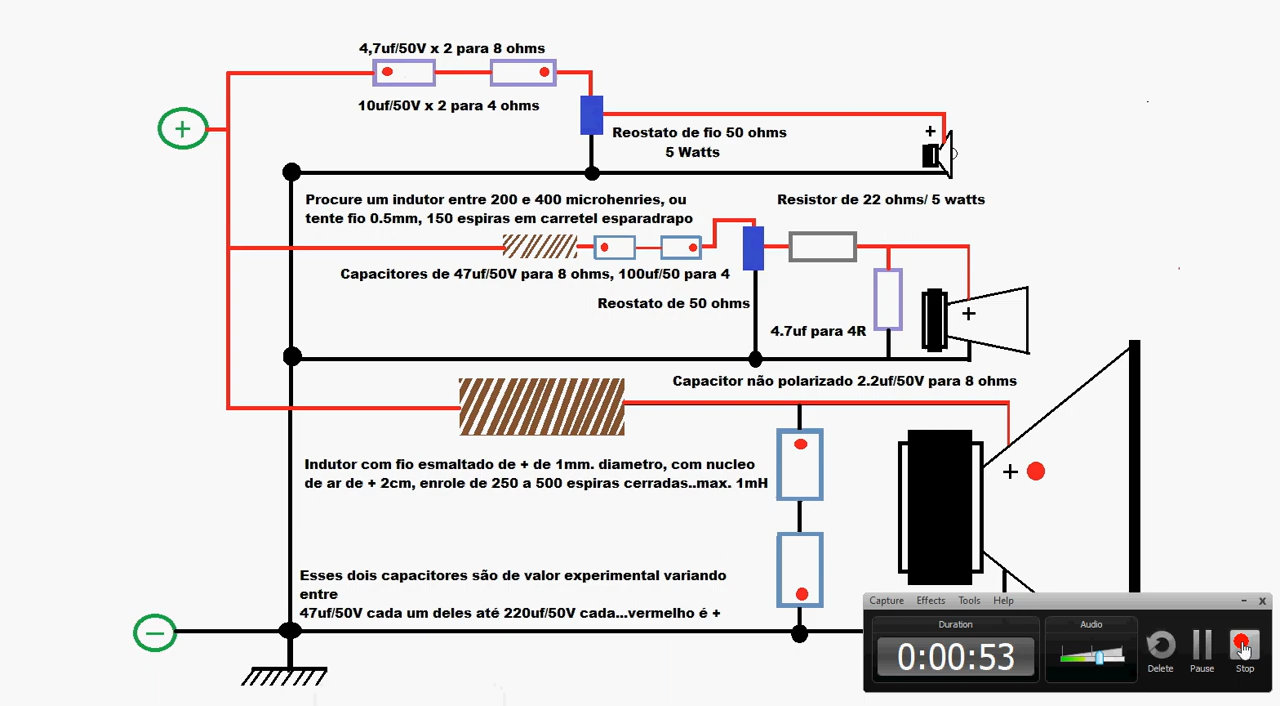 4,7uf/50V x 2 para 8 ohms
10uf/50V x 2 para 4 ohms
+
+
Reostato de fio 50 ohms
5 Watts
Procure um indutor entre 200 e 400 microhenries, ou
tente fio 0.5mm, 150 espiras em carretel esparadrapo
Resistor de 22 ohms/ 5 watts
Capacitores de 47uf/50V para 8 ohms, 100uf/50 para 4
Reostato de 50 ohms
+
4.7uf para 4R
Capacitor não polarizado 2.2uf/50V para 8 ohms
Indutor com fio esmaltado de + de 1mm. diametro, com nucleo
de ar de + 2cm, enrole de 250 a 500 espiras cerradas..max. 1mH
+
Esses dois capacitores são de valor experimental variando
entre
47uf/50V cada um deles até 220uf/50V cada...vermelho é +
−
Capture Effects Tools Help
Duration
Audio
0:00:53
Delete Pause Stop